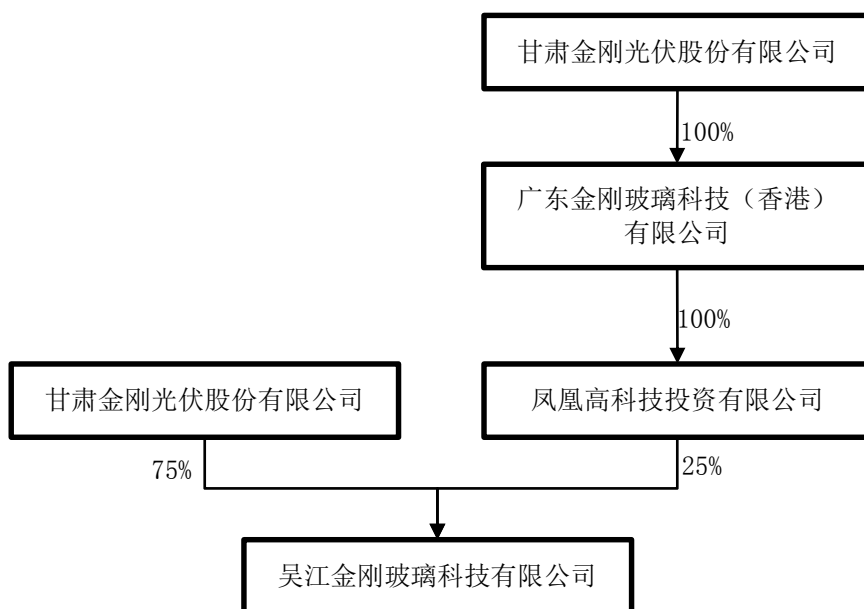 甘肃金刚光伏股份有限公司
100%
广东金刚玻璃科技（香港）
有限公司
100%
甘肃金刚光伏股份有限公司
凤凰高科技投资有限公司
75%
25%
吴江金刚玻璃科技有限公司